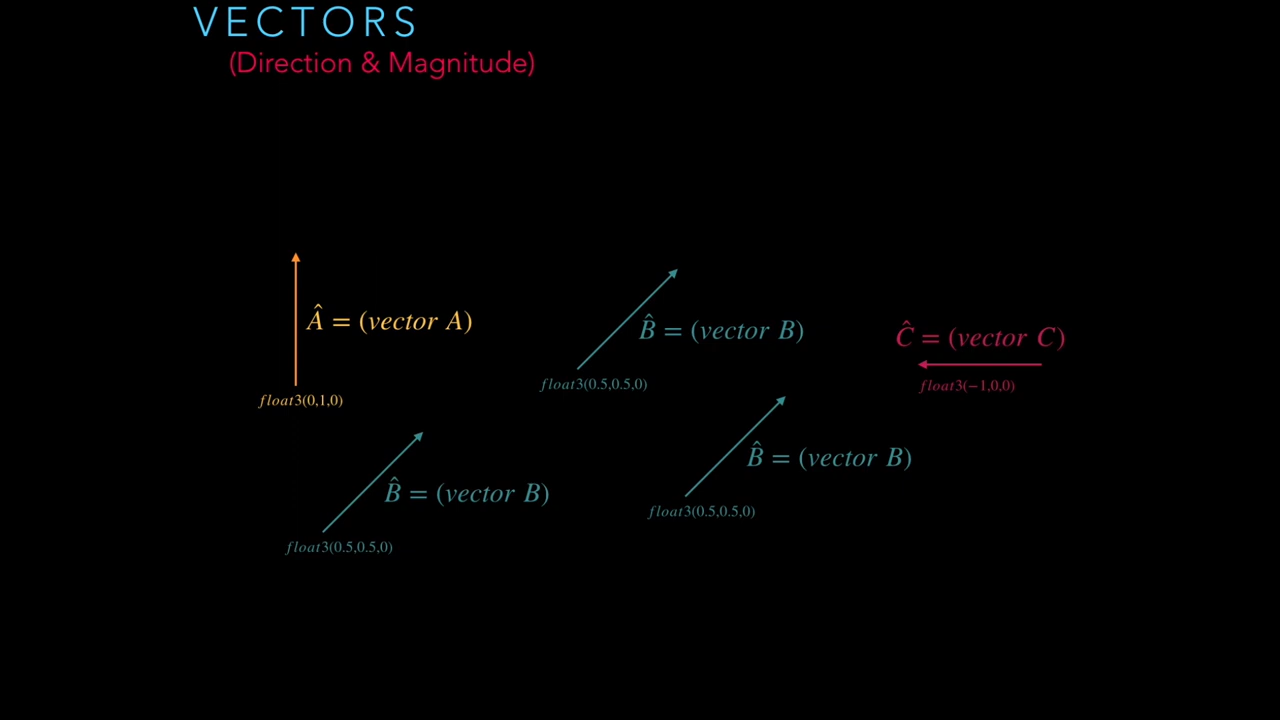 VECTORS
(Direction & Magnitude)
Â = (vector A)
float3(0,1,0)
B̂ = (vector B)
float3(0.5,0.5,0)
Ĉ = (vector C)
float3(−1,0,0)
B̂ = (vector B)
float3(0.5,0.5,0)
B̂ = (vector B)
float3(0.5,0.5,0)